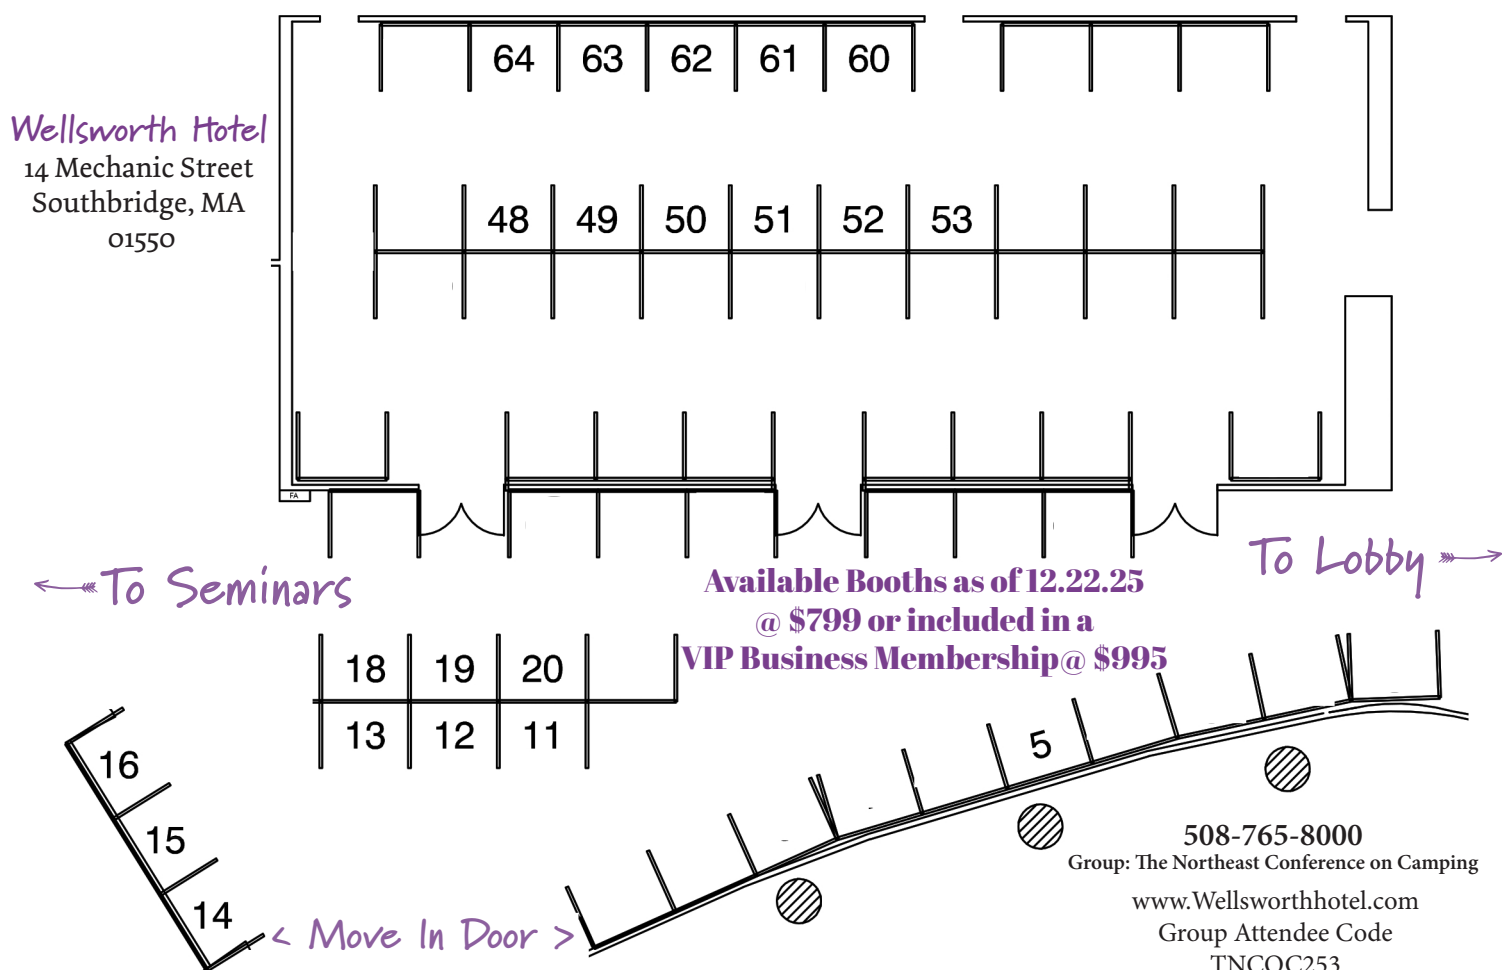 64 63 62 61 60
Wellsworth Hotel
14 Mechanic Street
Southbridge, MA
01550
48 49 50 51 52 53
FA
To Seminars
To Lobby
Available Booths as of 12.22.25
@ $799 or included in a
VIP Business Membership@ $995
18 19 20
13 12 11
5
16
15
14
< Move In Door >
508-765-8000
Group: The Northeast Conference on Camping
www.Wellsworthhotel.com
Group Attendee Code
TNCOC253